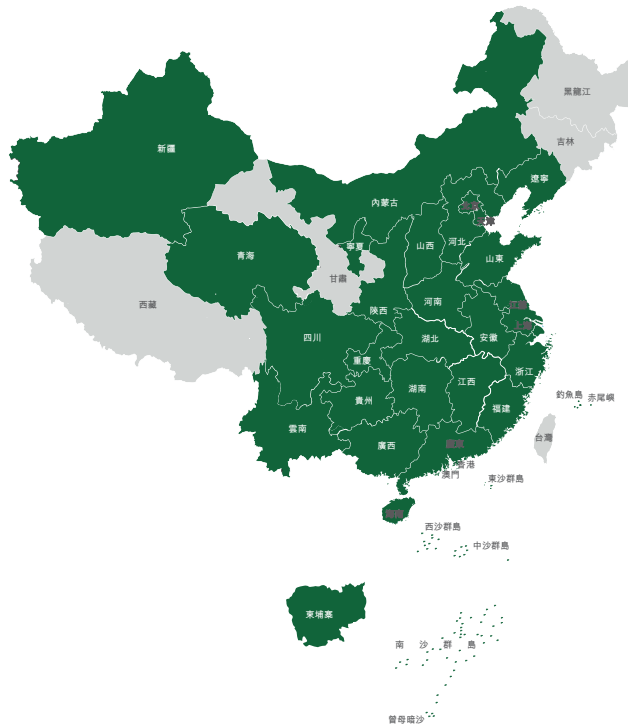 黑龍江
吉林
遼寧
新疆
內蒙古
北京
天津
寧夏
山西
河北
青海
山東
甘肅
西藏
河南
江蘇
陝西
上海
四川
湖北
安徽
重慶
浙江
江西
湖南
貴州
釣魚島
赤尾嶼
福建
雲南
台灣
廣西
廣東
香港
澳門
東沙群島
海南
西沙群島
中沙群島
柬埔寨
南沙群島
曾母暗沙